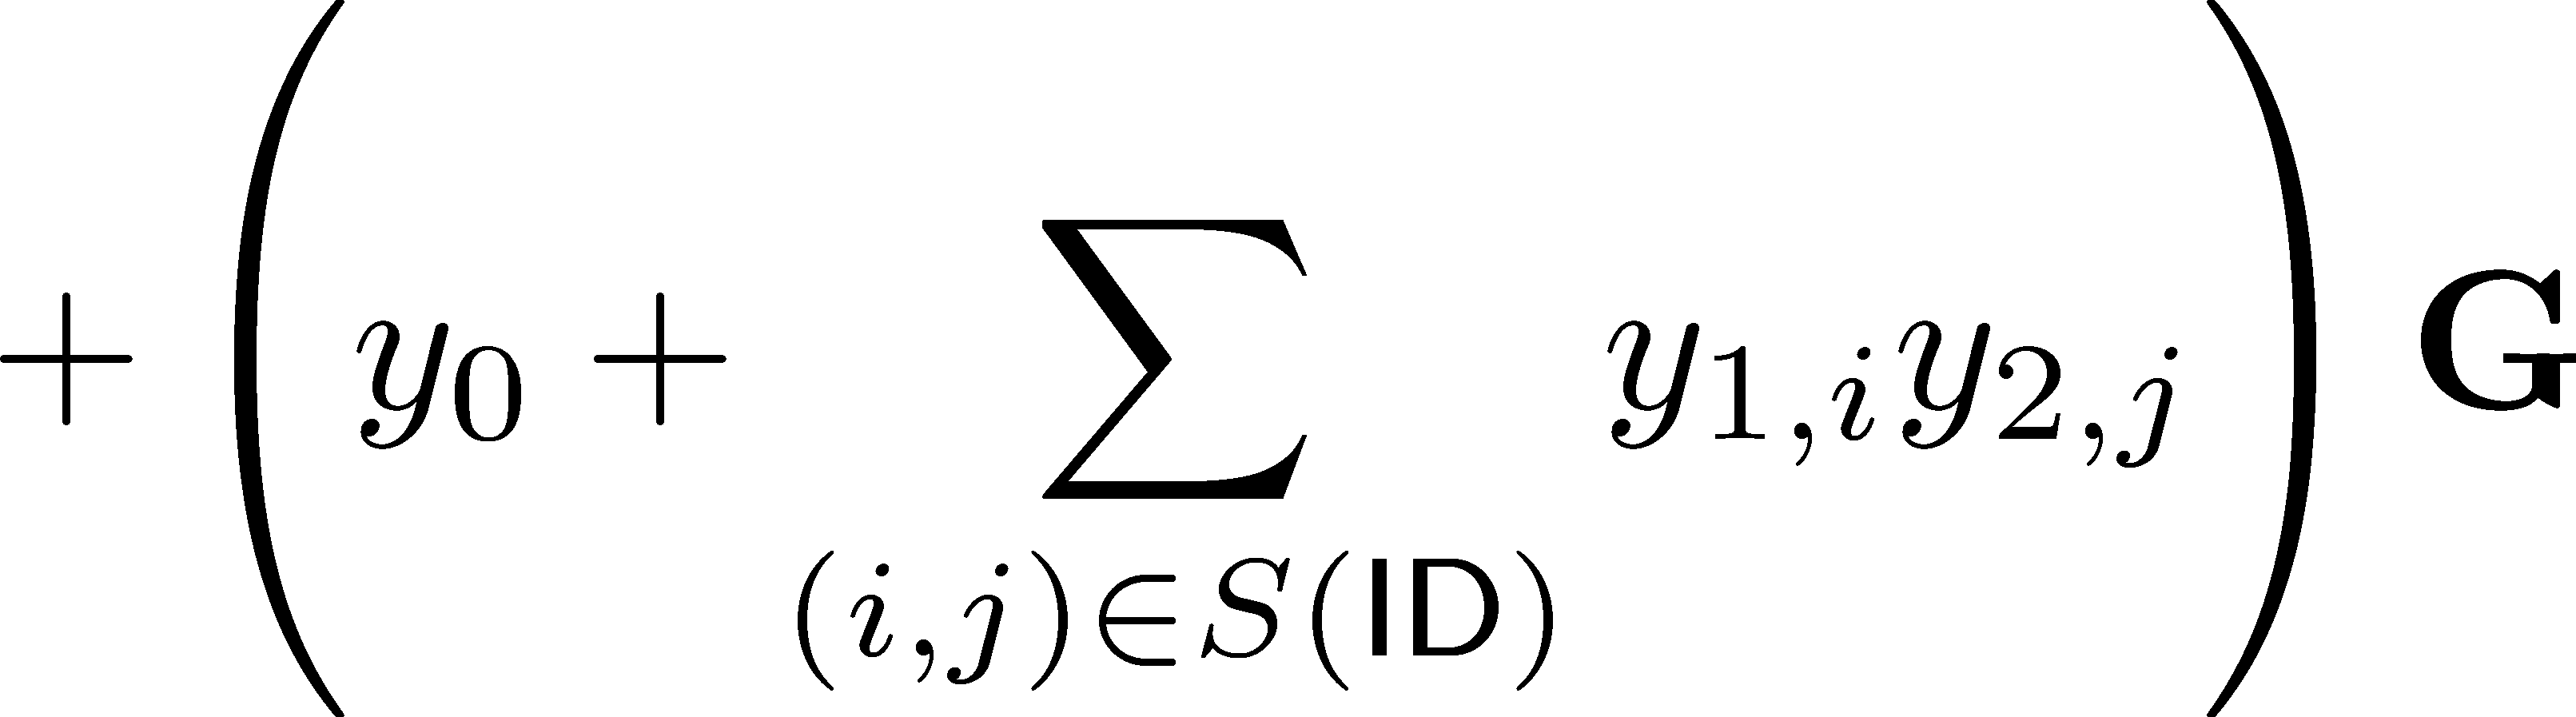 $+ \left( y_0 + \sum_{(i,j) \in S(\mathsf{ID})} y_{1,i} y_{2,j} \right) \mathbf{G}$